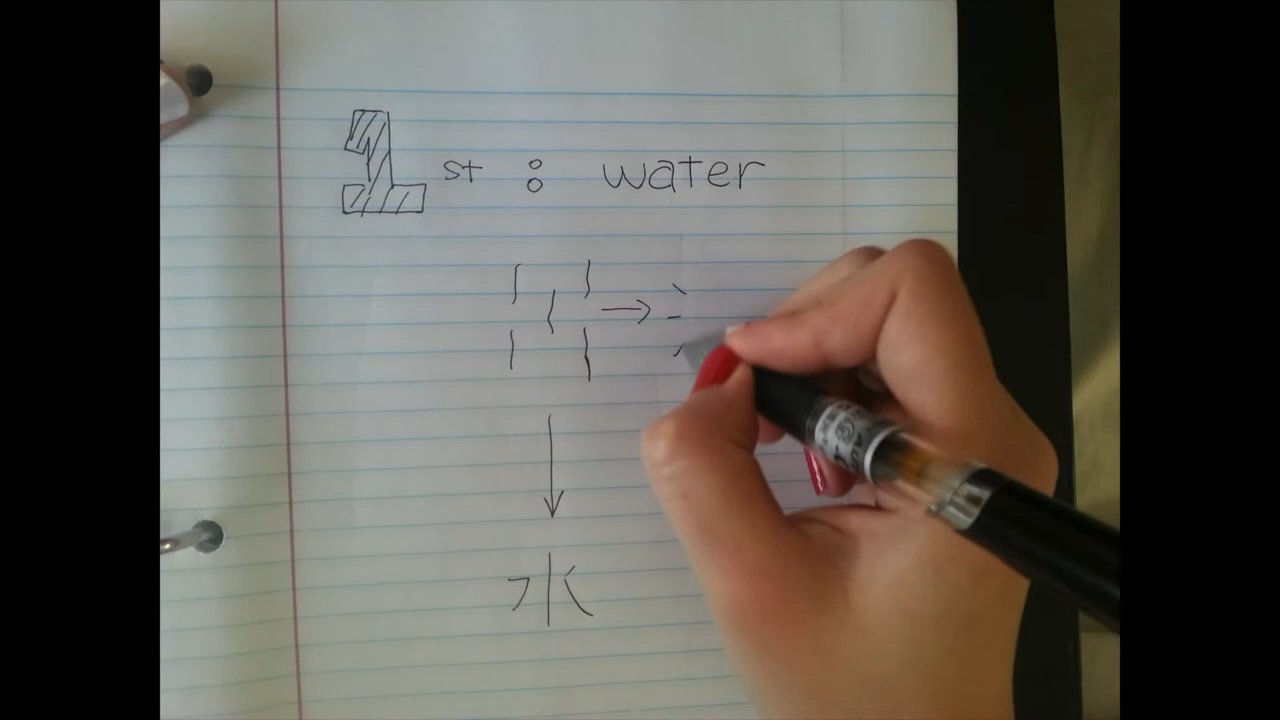 1st : water
→
水